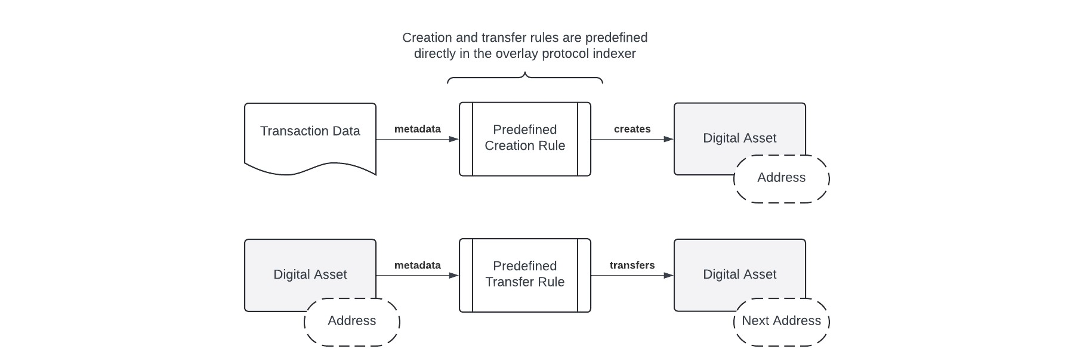 Creation and transfer rules are predefined
directly in the overlay protocol indexer
Transaction Data
metadata
Predefined
Creation Rule
creates
Digital Asset
Address
Digital Asset
metadata
Predefined
Transfer Rule
transfers
Digital Asset
Address
Next Address